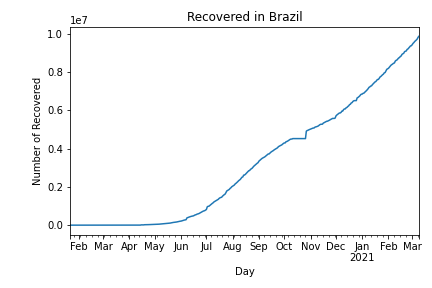 Recovered in Brazil
1e7
1.0
0.8
0.6
0.4
0.2
0.0
Number of Recovered
Feb Mar Apr May Jun Jul Aug Sep Oct Nov Dec Jan Feb Mar
2021
Day